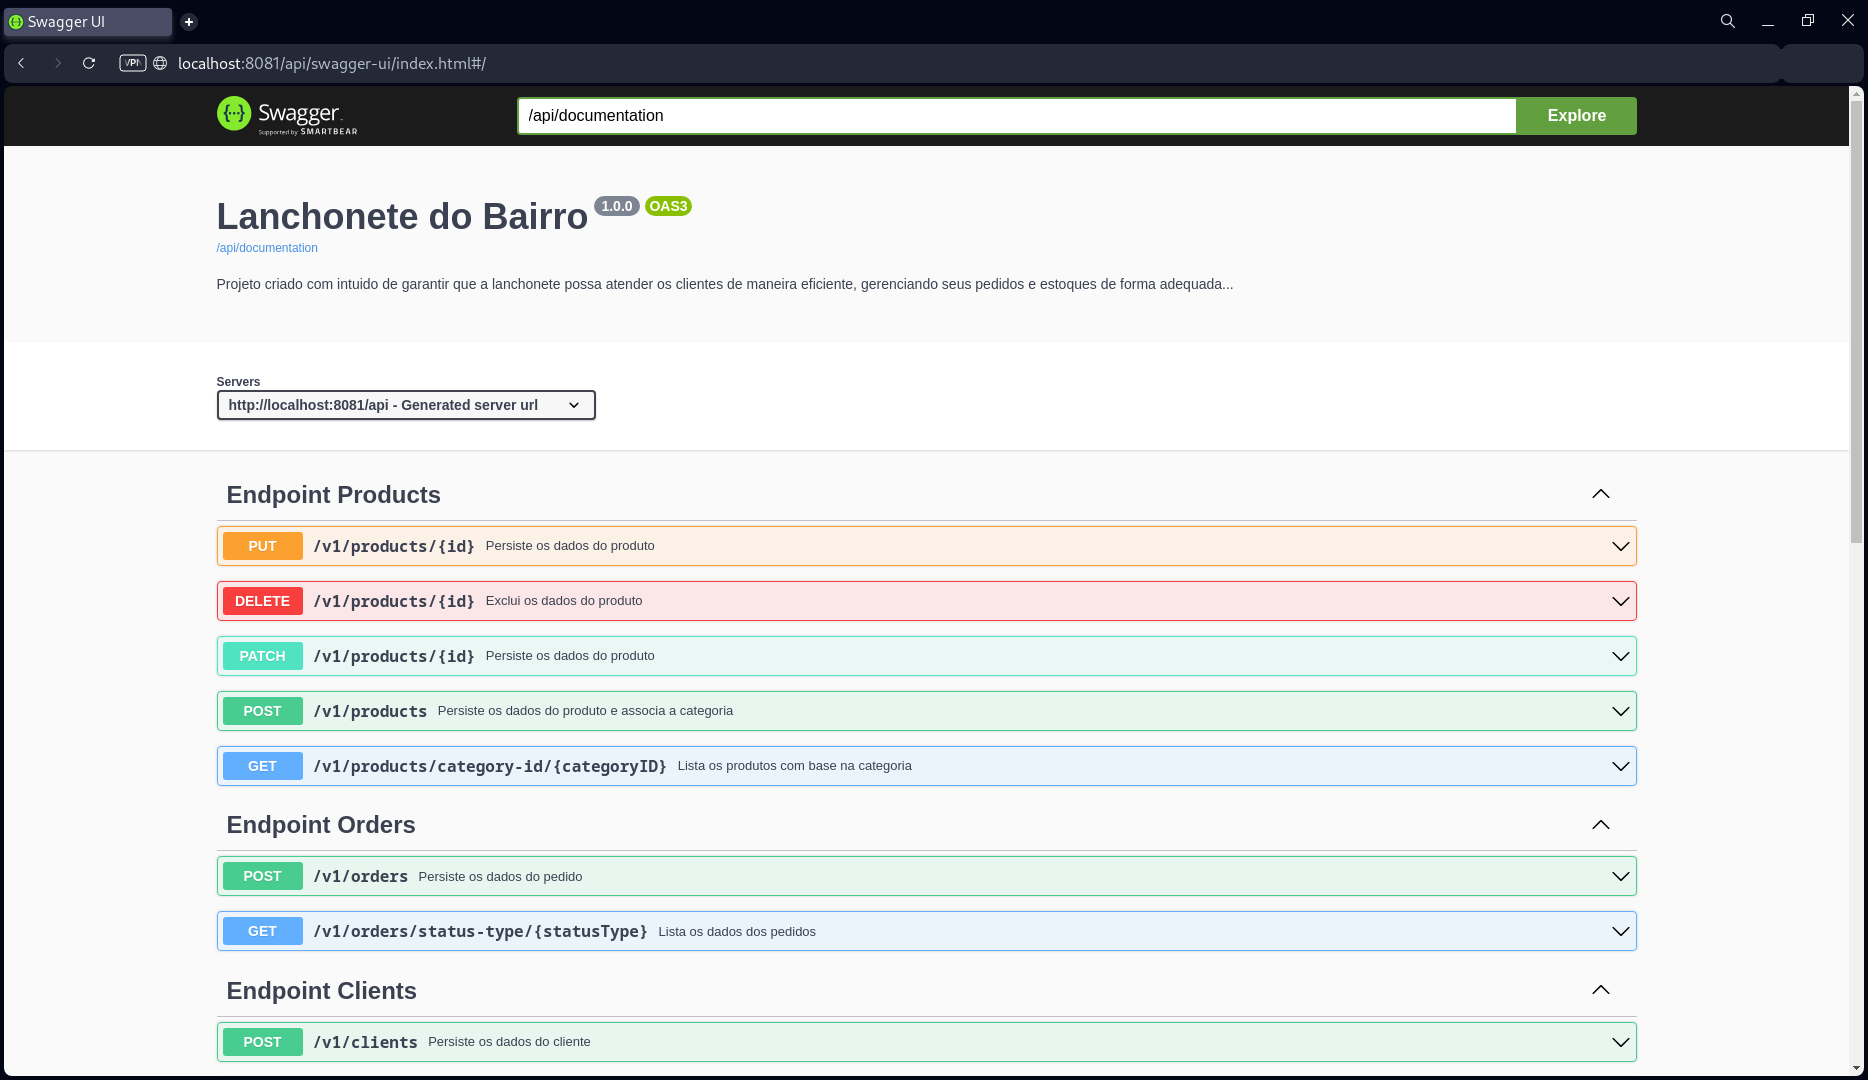 Swagger UI
VPN localhost:8081/api/swagger-ui/index.html#/
Swagger
Supported by SMARTBEAR
/api/documentation
Explore
Lanchonete do Bairro 1.0.0 OAS3
/api/documentation
Projeto criado com intuido de garantir que a lanchonete possa atender os clientes de maneira eficiente, gerenciando seus pedidos e estoques de forma adequada...
Servers
http://localhost:8081/api - Generated server url
Endpoint Products
PUT /v1/products/{id} Persiste os dados do produto
DELETE /v1/products/{id} Exclui os dados do produto
PATCH /v1/products/{id} Persiste os dados do produto
POST /v1/products Persiste os dados do produto e associa a categoria
GET /v1/products/category-id/{categoryID} Lista os produtos com base na categoria
Endpoint Orders
POST /v1/orders Persiste os dados do pedido
GET /v1/orders/status-type/{statusType} Lista os dados dos pedidos
Endpoint Clients
POST /v1/clients Persiste os dados do cliente